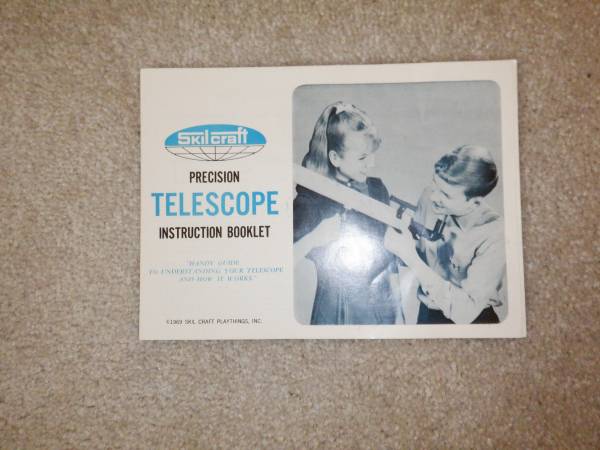 Skilcraft
PRECISION
TELESCOPE
INSTRUCTION BOOKLET
"HANDY GUIDE
TO UNDERSTANDING YOUR TELESCOPE
AND HOW IT WORKS"
©1969 SKIL CRAFT PLAYTHINGS, INC.